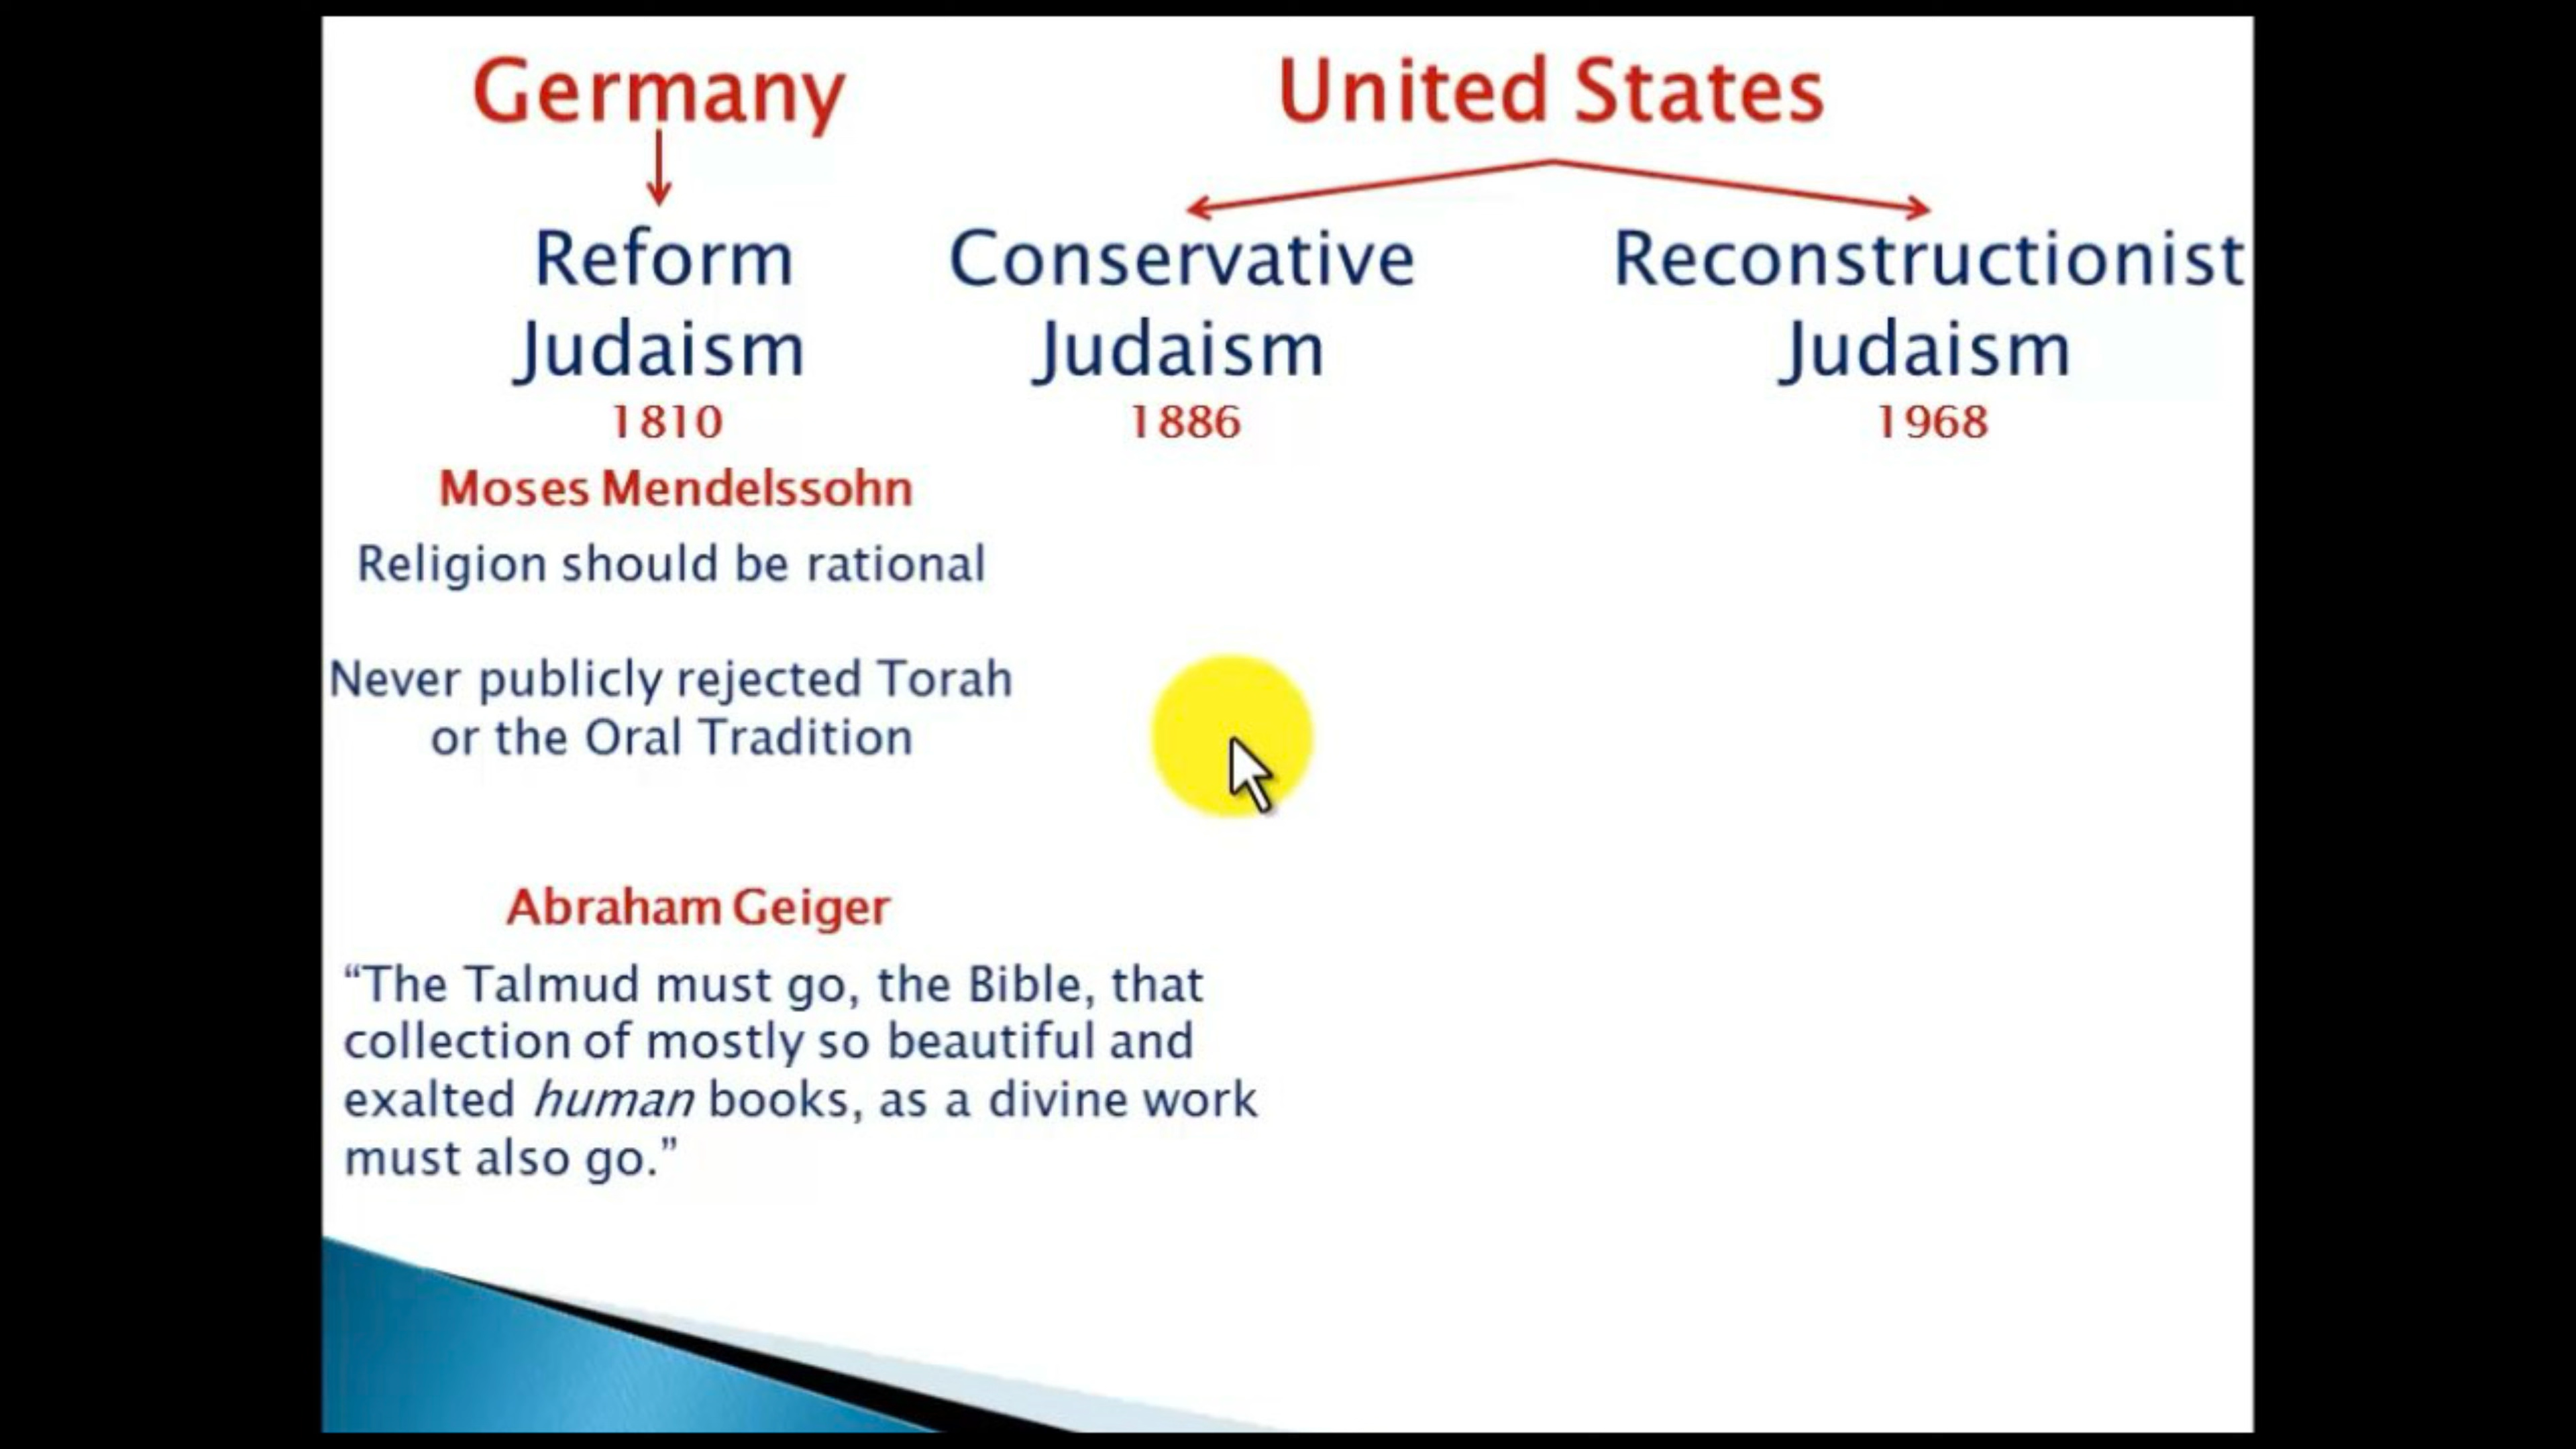 Germany
United States
Reform
Judaism
1810
Conservative
Judaism
1886
Reconstructionist
Judaism
1968
Moses Mendelssohn
Religion should be rational
Never publicly rejected Torah
or the Oral Tradition
Abraham Geiger
“The Talmud must go, the Bible, that
collection of mostly so beautiful and
exalted human books, as a divine work
must also go.”